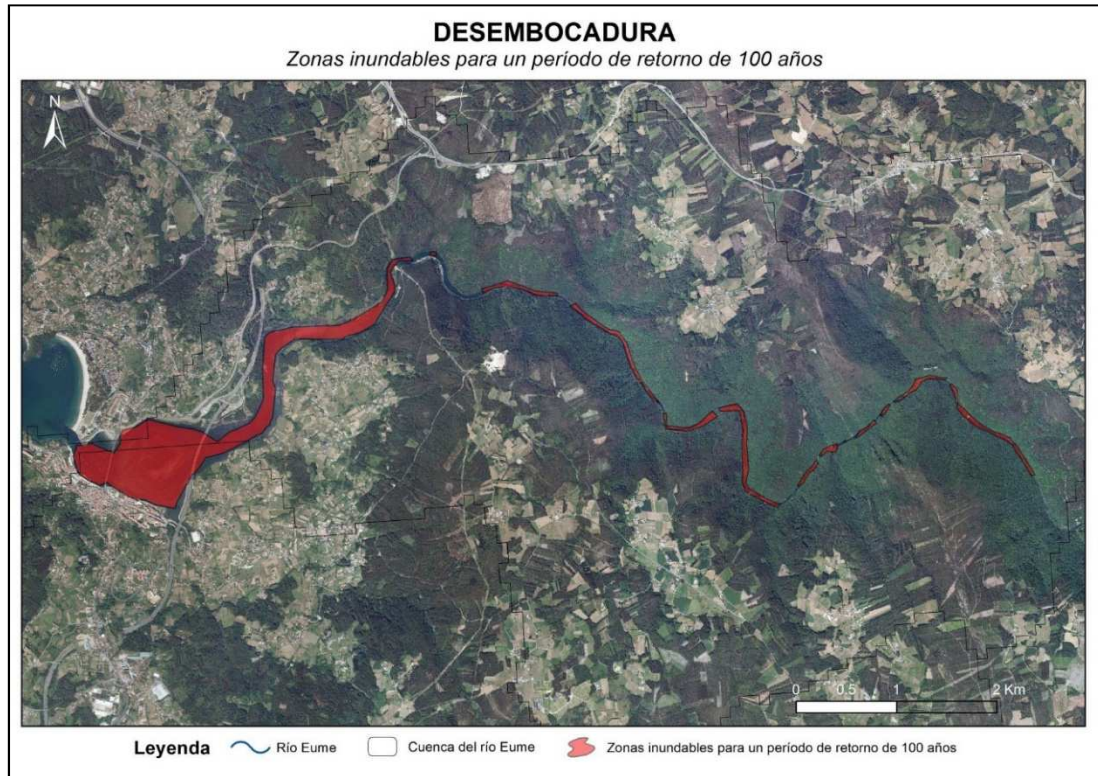 DESEMBOCADURA
Zonas inundables para un período de retorno de 100 años
N
0 0.5 1 2 Km
Leyenda Río Eume Cuenca del río Eume Zonas inundables para un período de retorno de 100 años